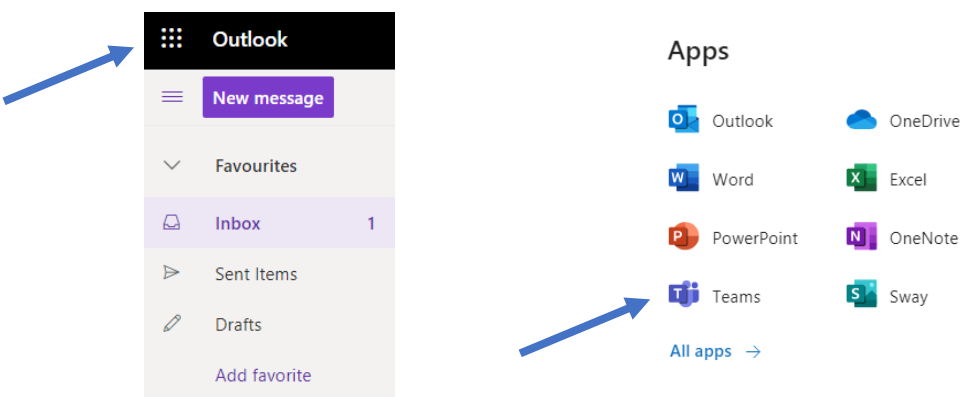 Outlook
New message
Favourites
Inbox 1
Sent Items
Drafts
Add favorite
Apps
Outlook OneDrive
Word Excel
PowerPoint OneNote
Teams Sway
All apps →